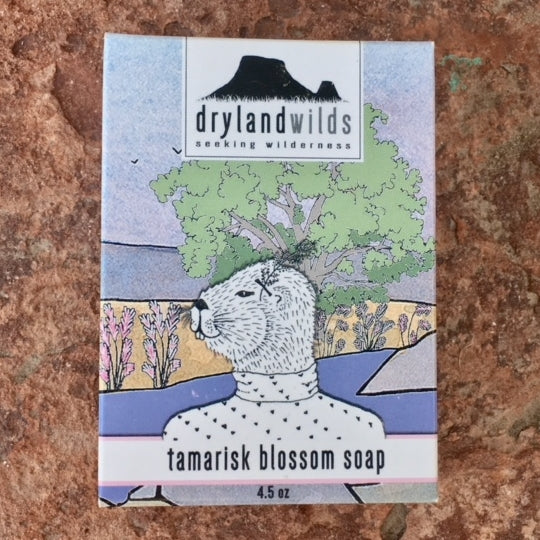 drylandwilds
seeking wilderness
tamarisk blossom soap
4.5 oz